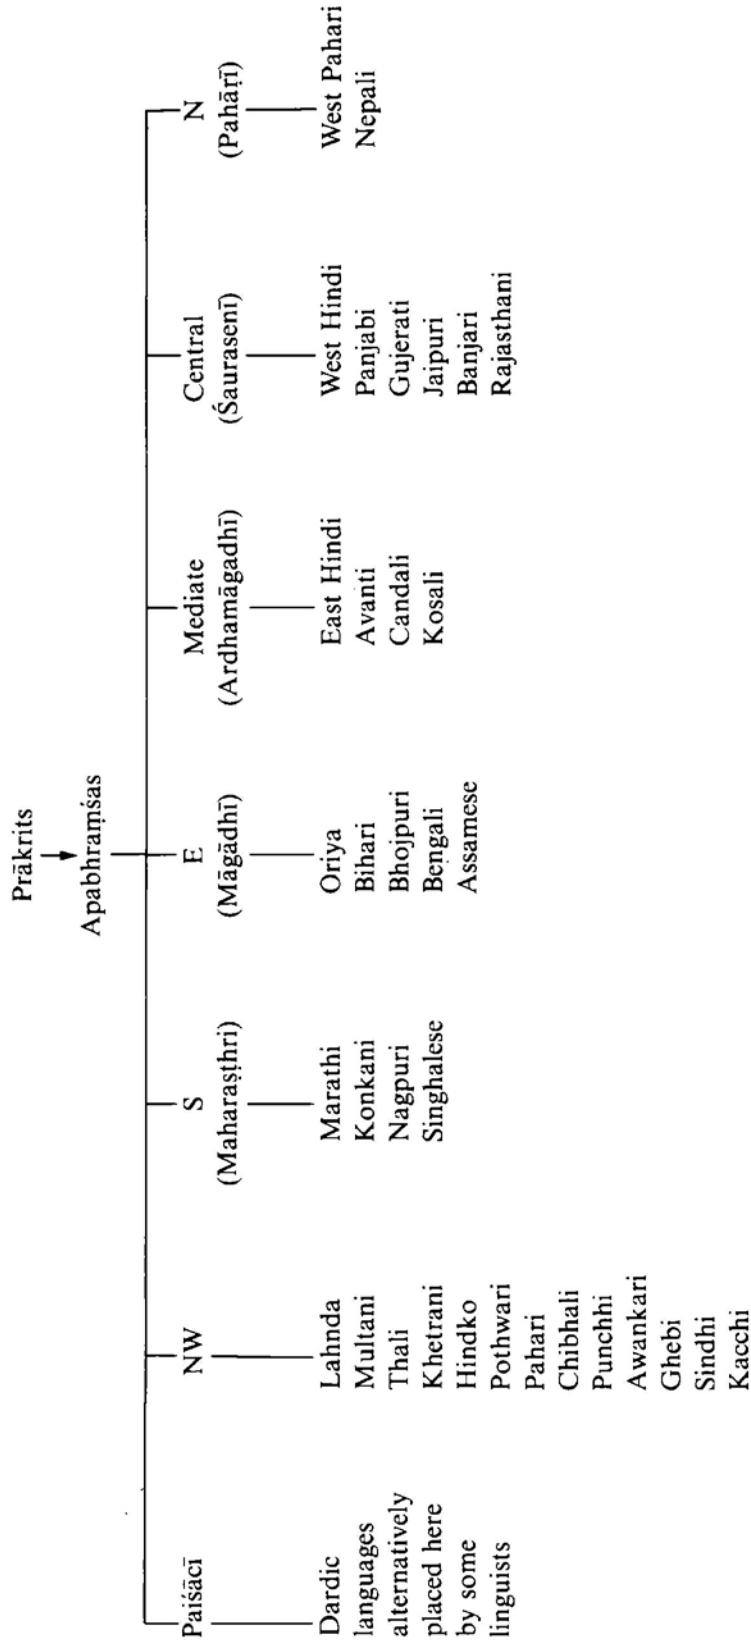 Prākrits
Apabhraṃśas
Paiśācī
Dardic
languages
alternatively
placed here
by some
linguists
NW
Lahnda
Multani
Thali
Khetrani
Hindko
Pothwari
Pahari
Chibhali
Punchhi
Awankari
Ghebi
Sindhi
Kacchi
S
(Maharaṣṭhri)
Marathi
Konkani
Nagpuri
Singhalese
E
(Māgādhī)
Oriya
Bihari
Bhojpuri
Bengali
Assamese
Mediate
(Ardhamāgadhī)
East Hindi
Avanti
Candali
Kosali
Central
(Śaurasenī)
West Hindi
Panjabi
Gujerati
Jaipuri
Banjari
Rajasthani
N
(Pahāṛī)
West Pahari
Nepali